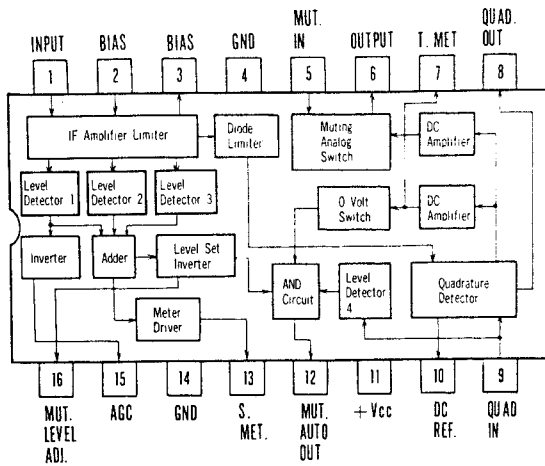 INPUT
BIAS
BIAS
GND
MUT.
IN
OUTPUT
T. MET
QUAD.
OUT
1
2
3
4
5
6
7
8
IF Amplifier Limiter
Diode
Limiter
Muting
Analog
Switch
DC
Amplifier
Level
Detector 1
Level
Detector 2
Level
Detector 3
O Volt
Switch
DC
Amplifier
Inverter
Adder
Level Set
Inverter
AND
Circuit
Level
Detector
4
Quadrature
Detector
Meter
Driver
16
15
14
13
12
11
10
9
MUT.
LEVEL
ADJ.
AGC
GND
S.
MET.
MUT.
AUTO
OUT
+Vcc
DC
REF.
QUAD
IN